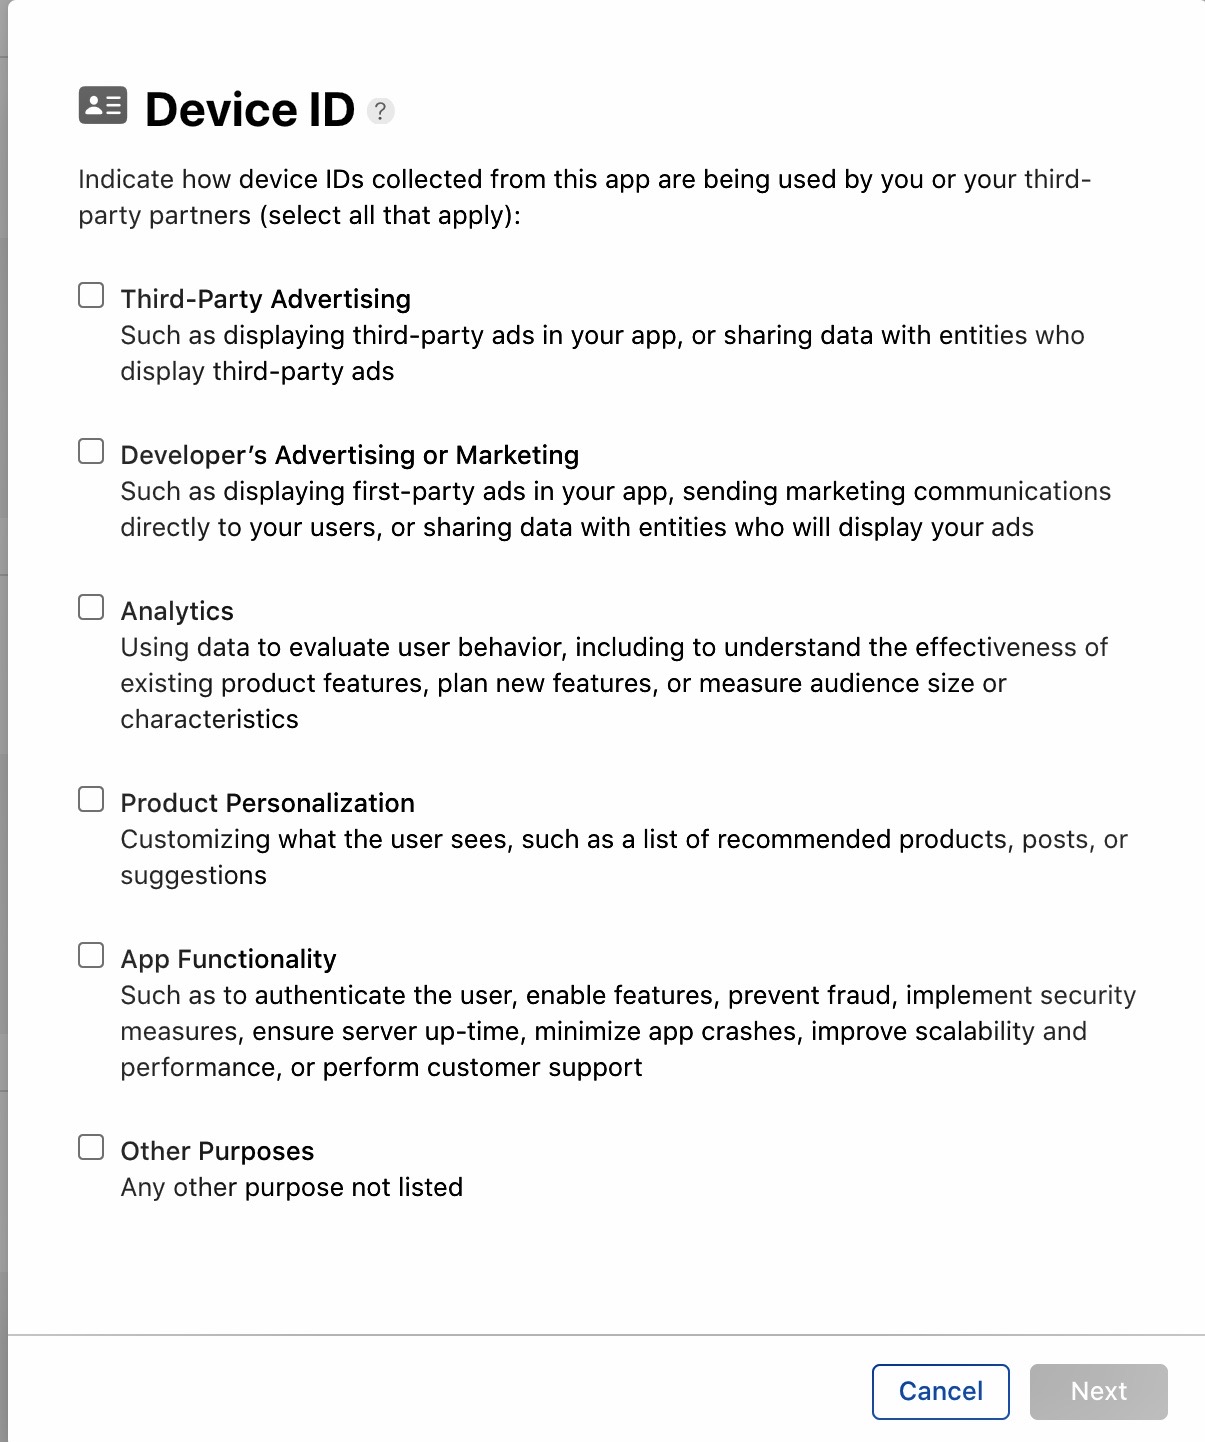 Device ID ?
Indicate how device IDs collected from this app are being used by you or your third-
party partners (select all that apply):
Third-Party Advertising
Such as displaying third-party ads in your app, or sharing data with entities who
display third-party ads
Developer’s Advertising or Marketing
Such as displaying first-party ads in your app, sending marketing communications
directly to your users, or sharing data with entities who will display your ads
Analytics
Using data to evaluate user behavior, including to understand the effectiveness of
existing product features, plan new features, or measure audience size or
characteristics
Product Personalization
Customizing what the user sees, such as a list of recommended products, posts, or
suggestions
App Functionality
Such as to authenticate the user, enable features, prevent fraud, implement security
measures, ensure server up-time, minimize app crashes, improve scalability and
performance, or perform customer support
Other Purposes
Any other purpose not listed
Cancel Next